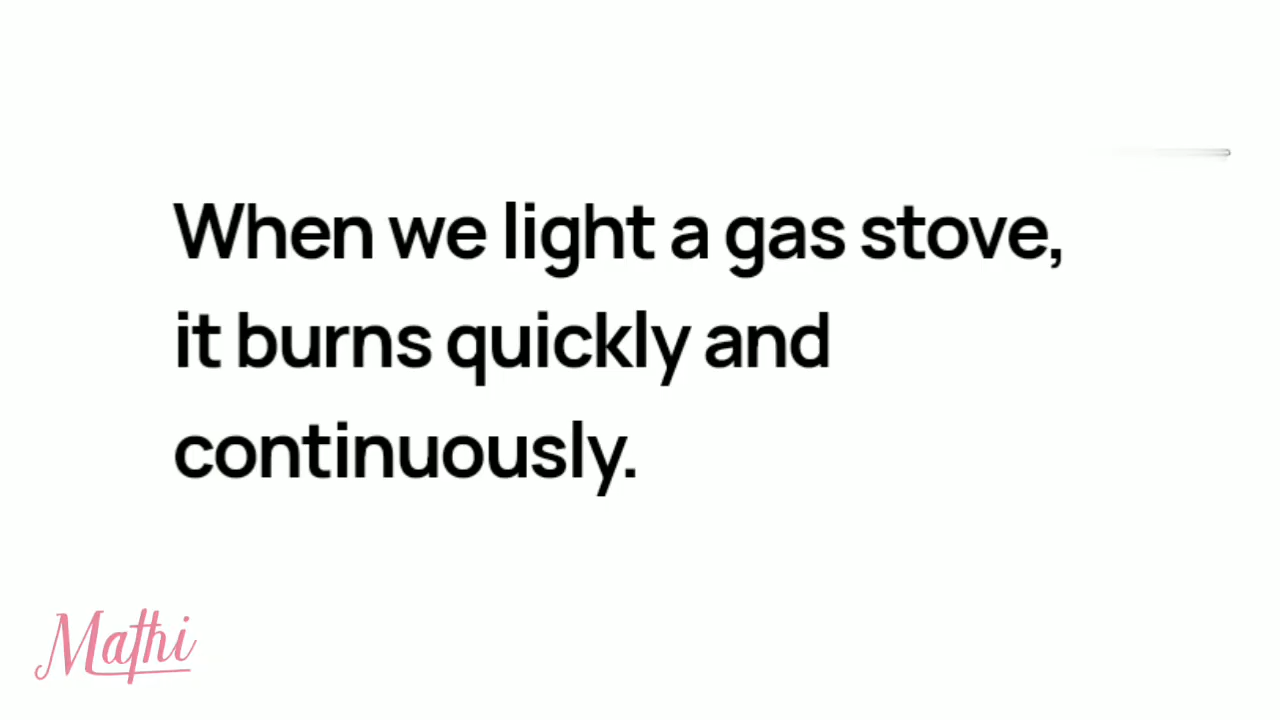 When we light a gas stove,
it burns quickly and
continuously.
Mathi